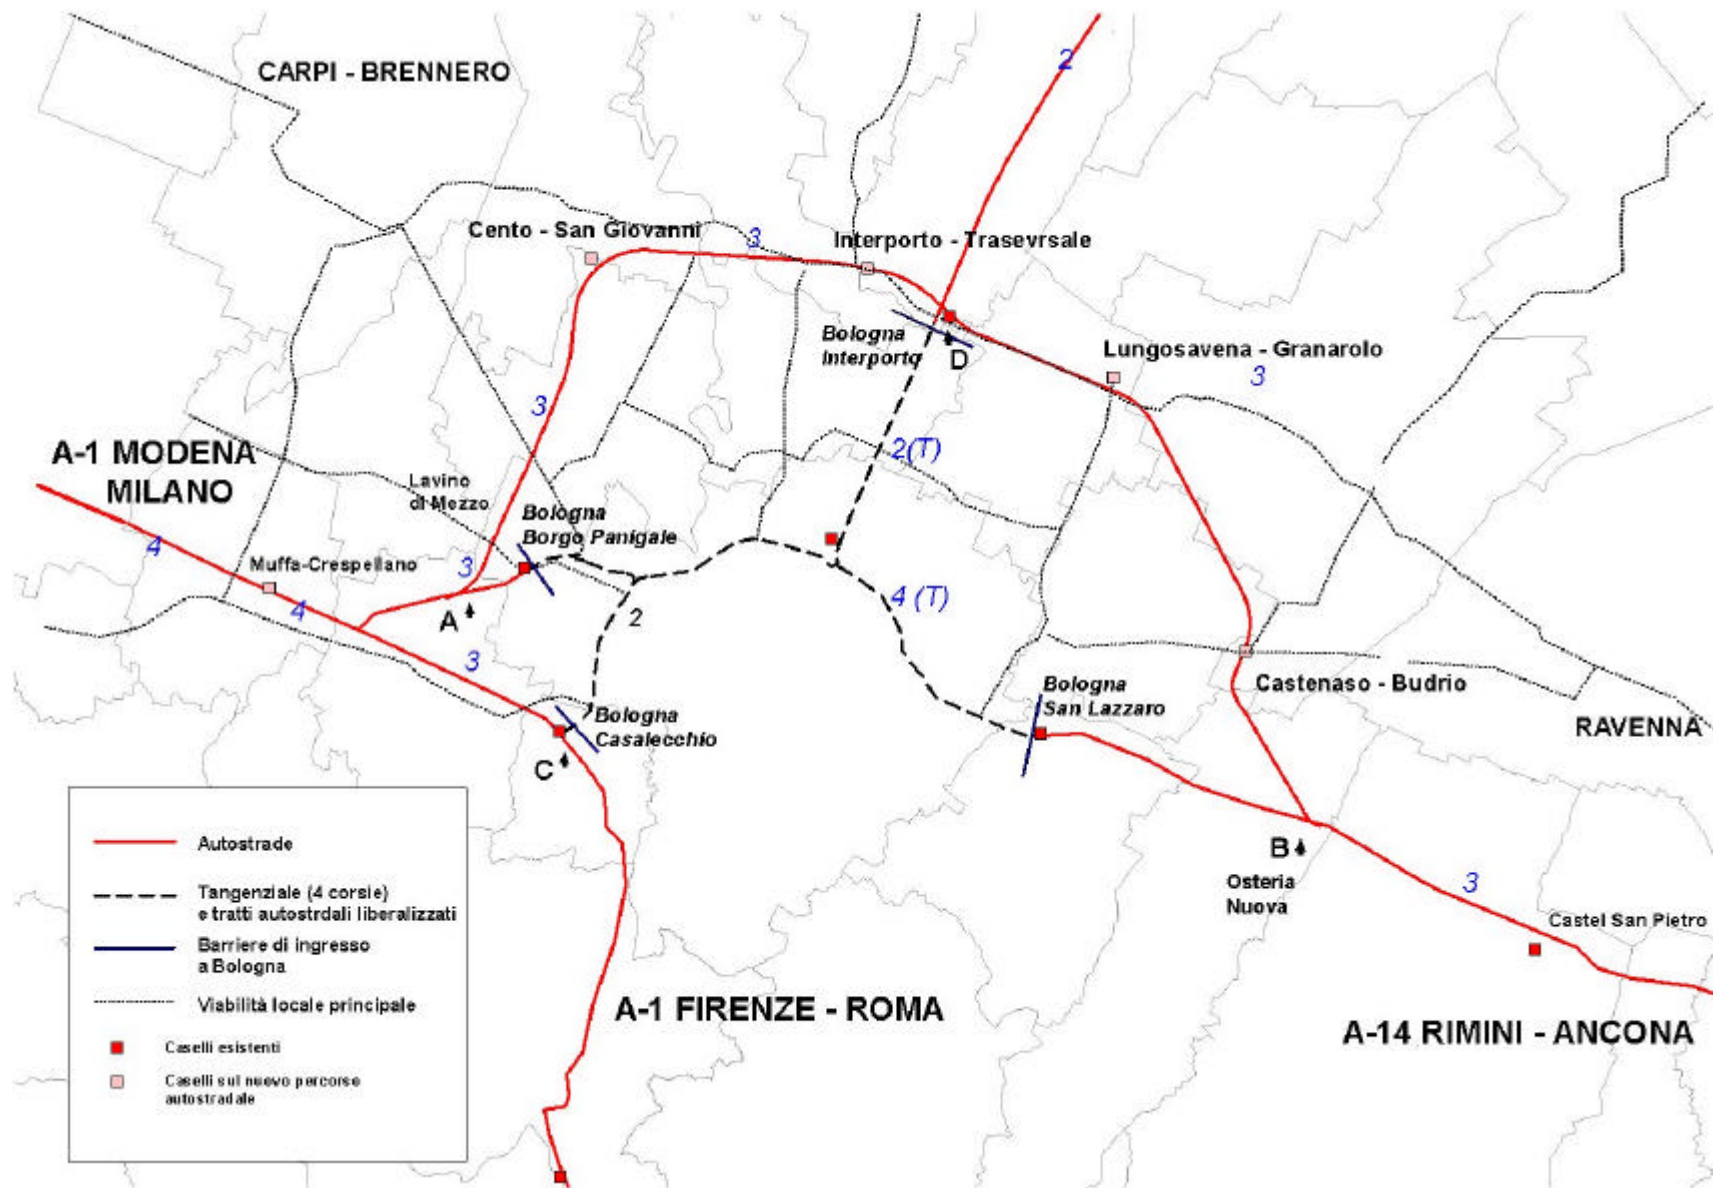 2
CARPI - BRENNERO
Cento - San Giovanni
3
Interporto - Trasevrsale
Bologna
Interporto
D
Lungosavena - Granarolo
3
3
A-1 MODENA
MILANO
2(T)
Lavino
di Mezzo
Bologna
Borgo Panigale
4
Muffa-Crespellano
3
4
A
2
4 (T)
3
Bologna
San Lazzaro
Castenaso - Budrio
Bologna
Casalecchio
RAVENNA
C
B
Osteria
Nuova
3
Castel San Pietro
Autostrade
Tangenziale (4 corsie)
e tratti autostrdali liberalizzati
Barriere di ingresso
a Bologna
Viabilità locale principale
Caselli esistenti
Caselli sul nuovo percorso
autostradale
A-1 FIRENZE - ROMA
A-14 RIMINI - ANCONA